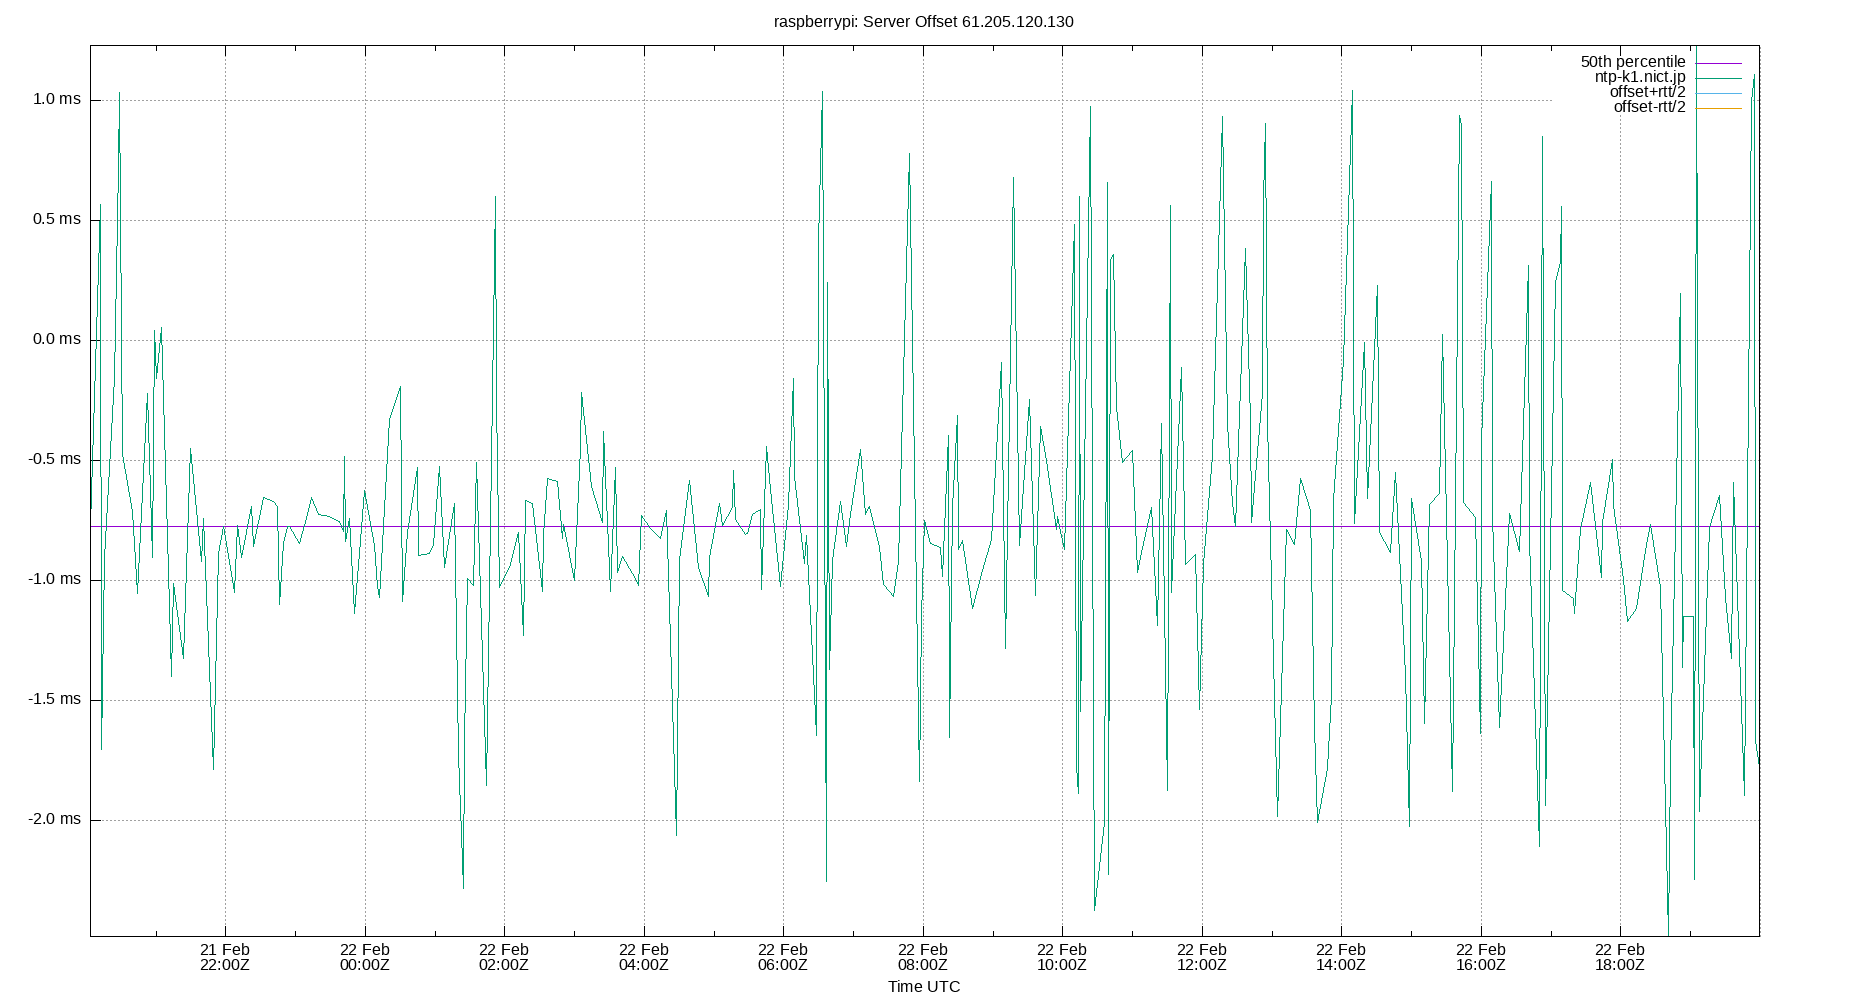 raspberrypi: Server Offset 61.205.120.130
50th percentile
ntp-k1.nict.jp
offset+rtt/2
offset-rtt/2
1.0 ms
0.5 ms
0.0 ms
-0.5 ms
-1.0 ms
-1.5 ms
-2.0 ms
21 Feb 22 Feb 22 Feb 22 Feb 22 Feb 22 Feb 22 Feb 22 Feb 22 Feb 22 Feb 22 Feb
22:00Z 00:00Z 02:00Z 04:00Z 06:00Z 08:00Z 10:00Z 12:00Z 14:00Z 16:00Z 18:00Z
Time UTC